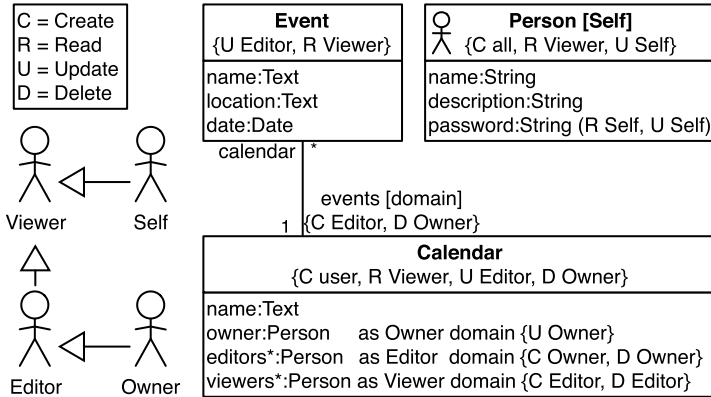 C = Create
R = Read
U = Update
D = Delete
Event
{U Editor, R Viewer}
name:Text
location:Text
date:Date
Person [Self]
{C all, R Viewer, U Self}
name:String
description:String
password:String (R Self, U Self)
calendar *
events [domain]
1 {C Editor, D Owner}
Viewer Self
Editor Owner
Calendar
{C user, R Viewer, U Editor, D Owner}
name:Text
owner:Person as Owner domain {U Owner}
editors*:Person as Editor domain {C Owner, D Owner}
viewers*:Person as Viewer domain {C Editor, D Editor}